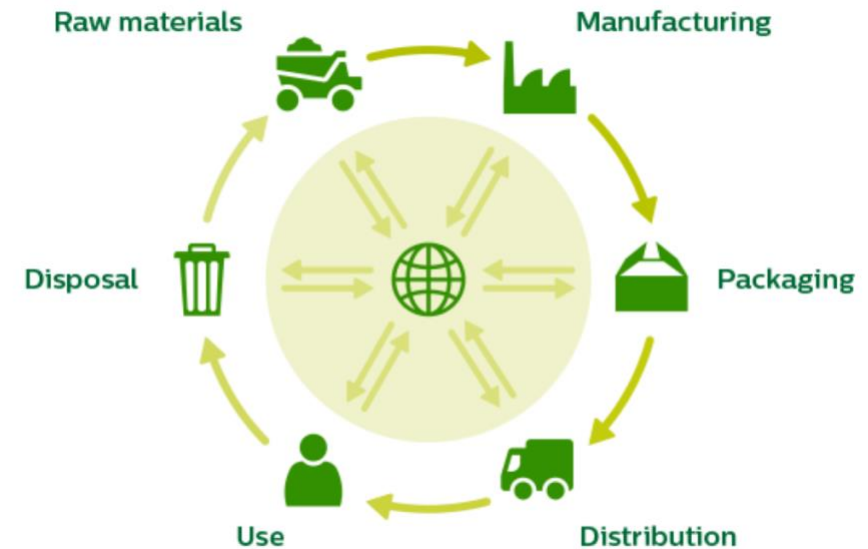 Raw materials
Manufacturing
Disposal
Packaging
Use
Distribution